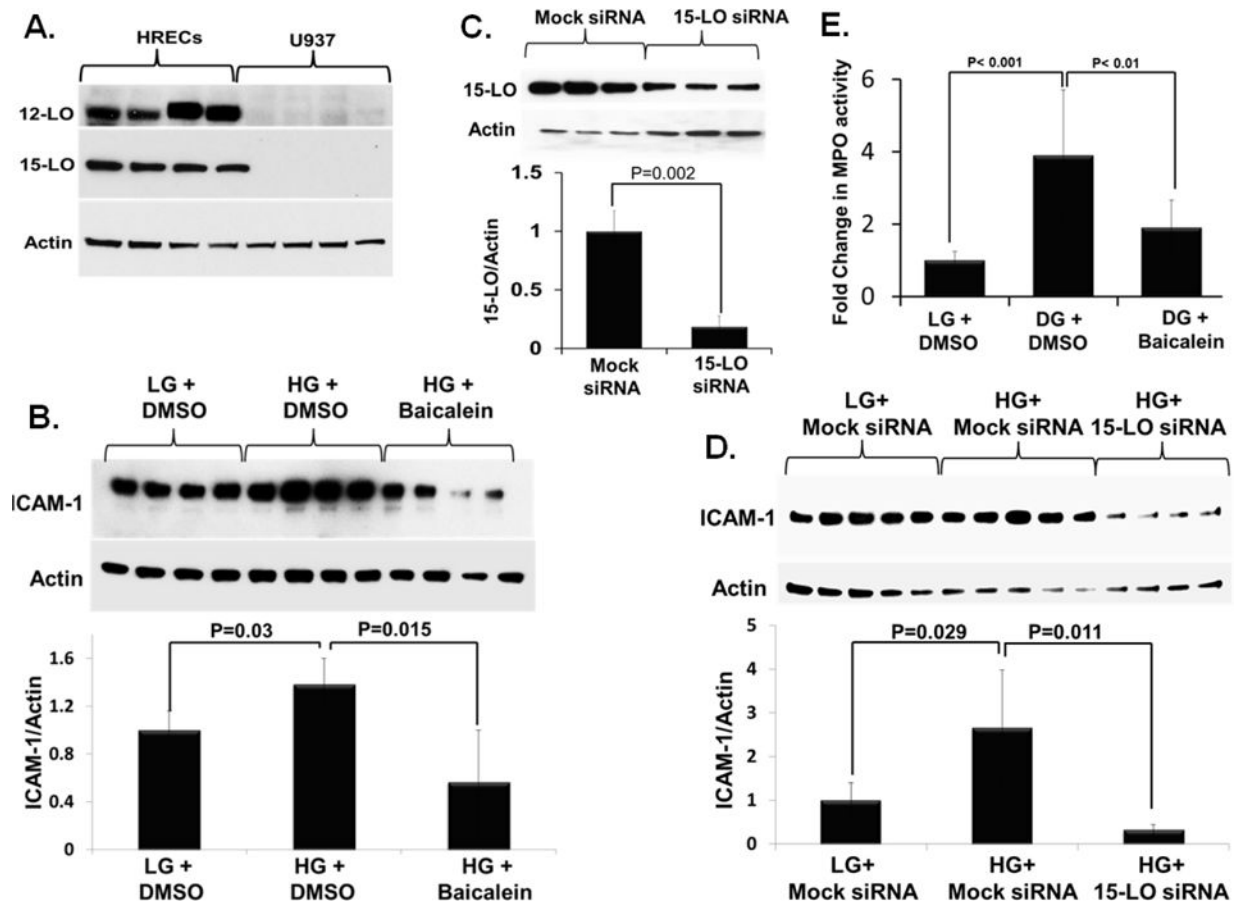 A.
HRECs U937
12-LO
15-LO
Actin
B.
LG + HG + HG +
DMSO DMSO Baicalein
ICAM-1
Actin
P=0.03 P=0.015
1.6
1.2
0.8
0.4
0
ICAM-1/Actin
LG + HG + HG +
DMSO DMSO Baicalein
C.
Mock siRNA 15-LO siRNA
15-LO
Actin
1.5
1
0.5
0
P=0.002
15-LO/Actin
Mock 15-LO
siRNA siRNA
D.
LG+ HG+ HG+
Mock siRNA Mock siRNA 15-LO siRNA
ICAM-1
Actin
5
4
3
2
1
0
P=0.029 P=0.011
ICAM-1/Actin
LG+ HG+ HG+
Mock siRNA Mock siRNA 15-LO siRNA
E.
P< 0.001 P< 0.01
8
6
4
2
0
Fold Change in MPO activity
LG + DG + DG +
DMSO DMSO Baicalein